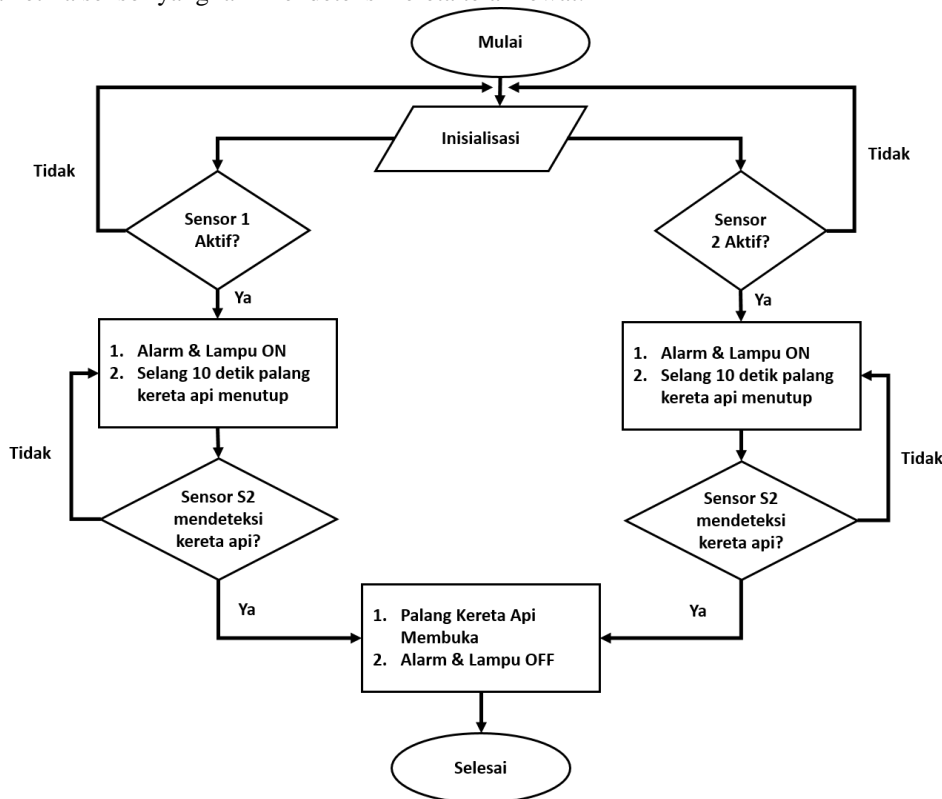 Mulai
Inisialisasi
Tidak
Tidak
Sensor 1
Aktif?
Sensor
2 Aktif?
Ya
Ya
1. Alarm & Lampu ON
2. Selang 10 detik palang
kereta api menutup
1. Alarm & Lampu ON
2. Selang 10 detik palang
kereta api menutup
Tidak
Tidak
Sensor S2
mendeteksi
kereta api?
Sensor S2
mendeteksi
kereta api?
Ya
Ya
1. Palang Kereta Api
Membuka
2. Alarm & Lampu OFF
Selesai